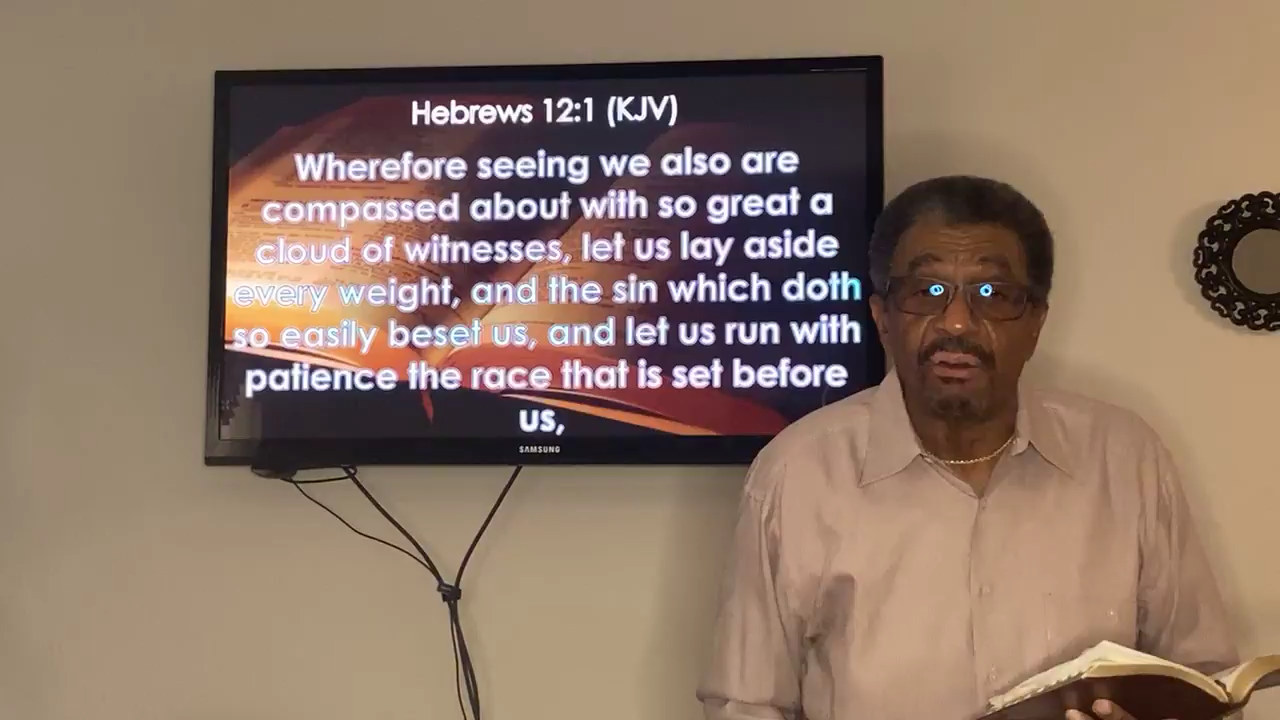 Hebrews 12:1 (KJV)
Wherefore seeing we also are
compassed about with so great a
cloud of witnesses, let us lay aside
every weight, and the sin which doth
so easily beset us, and let us run with
patience the race that is set before
us,
SAMSUNG